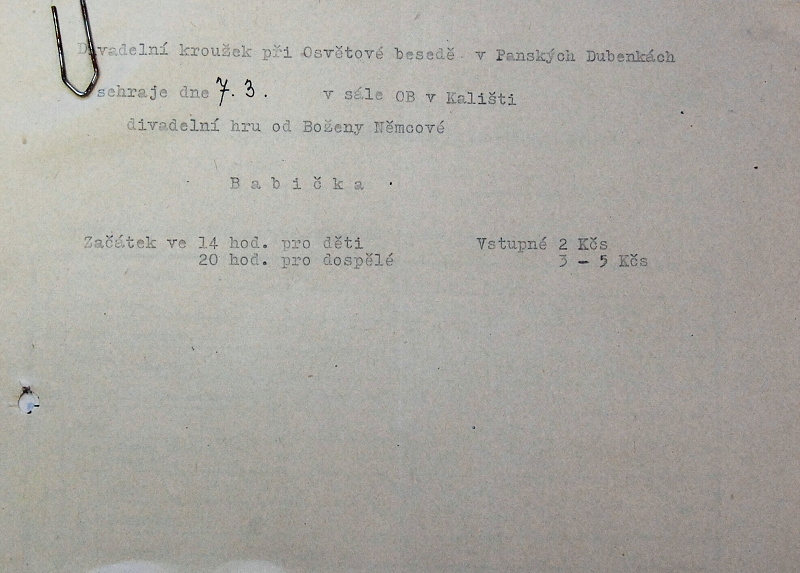 Divadelní kroužek při Osvětové besedě v Panských Dubenkách
sehraje dne 7. 3. v sále OB v Kališti
divadelní hru od Boženy Němcové
B a b i č k a .
Začátek ve 14 hod. pro děti Vstupné 2 Kčs
20 hod. pro dospělé 3 - 5 Kčs